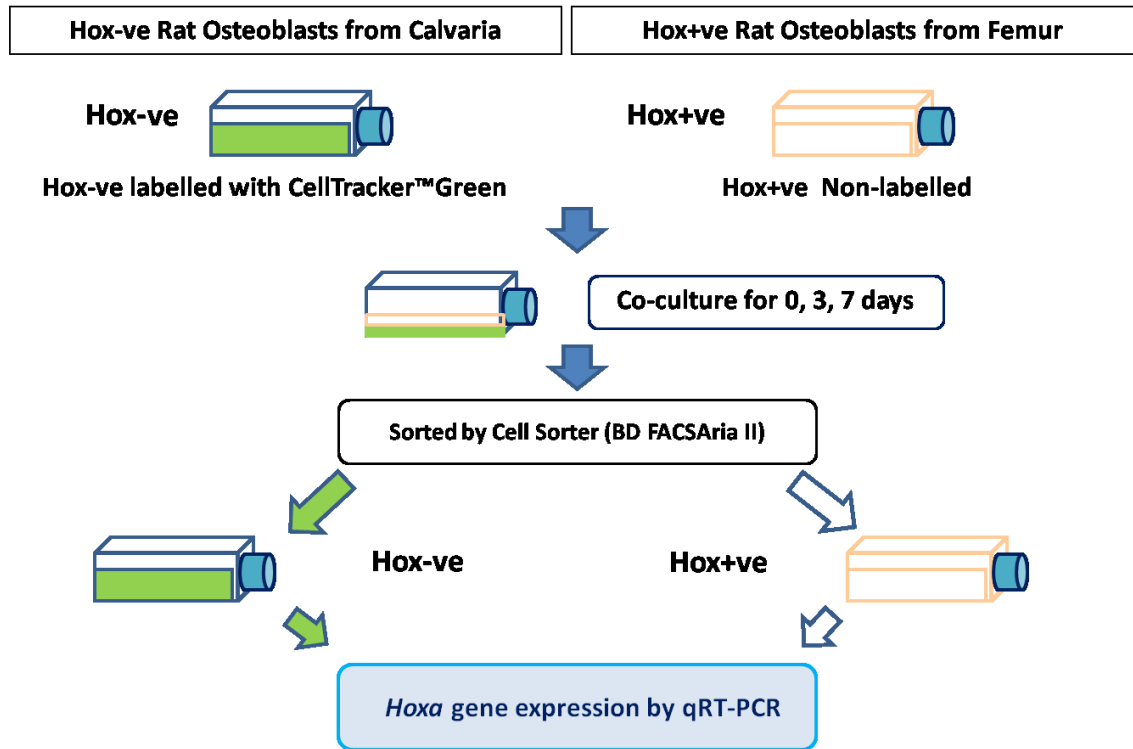 Hox-ve Rat Osteoblasts from Calvaria
Hox+ve Rat Osteoblasts from Femur
Hox-ve
Hox+ve
Hox-ve labelled with CellTracker™Green
Hox+ve Non-labelled
Co-culture for 0, 3, 7 days
Sorted by Cell Sorter (BD FACSAria II)
Hox-ve
Hox+ve
Hoxa gene expression by qRT-PCR